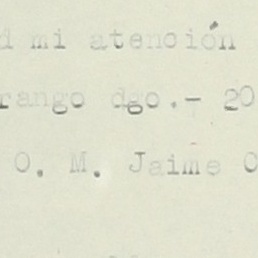 mi atención
rango dgo.- 20
O. M. Jaime